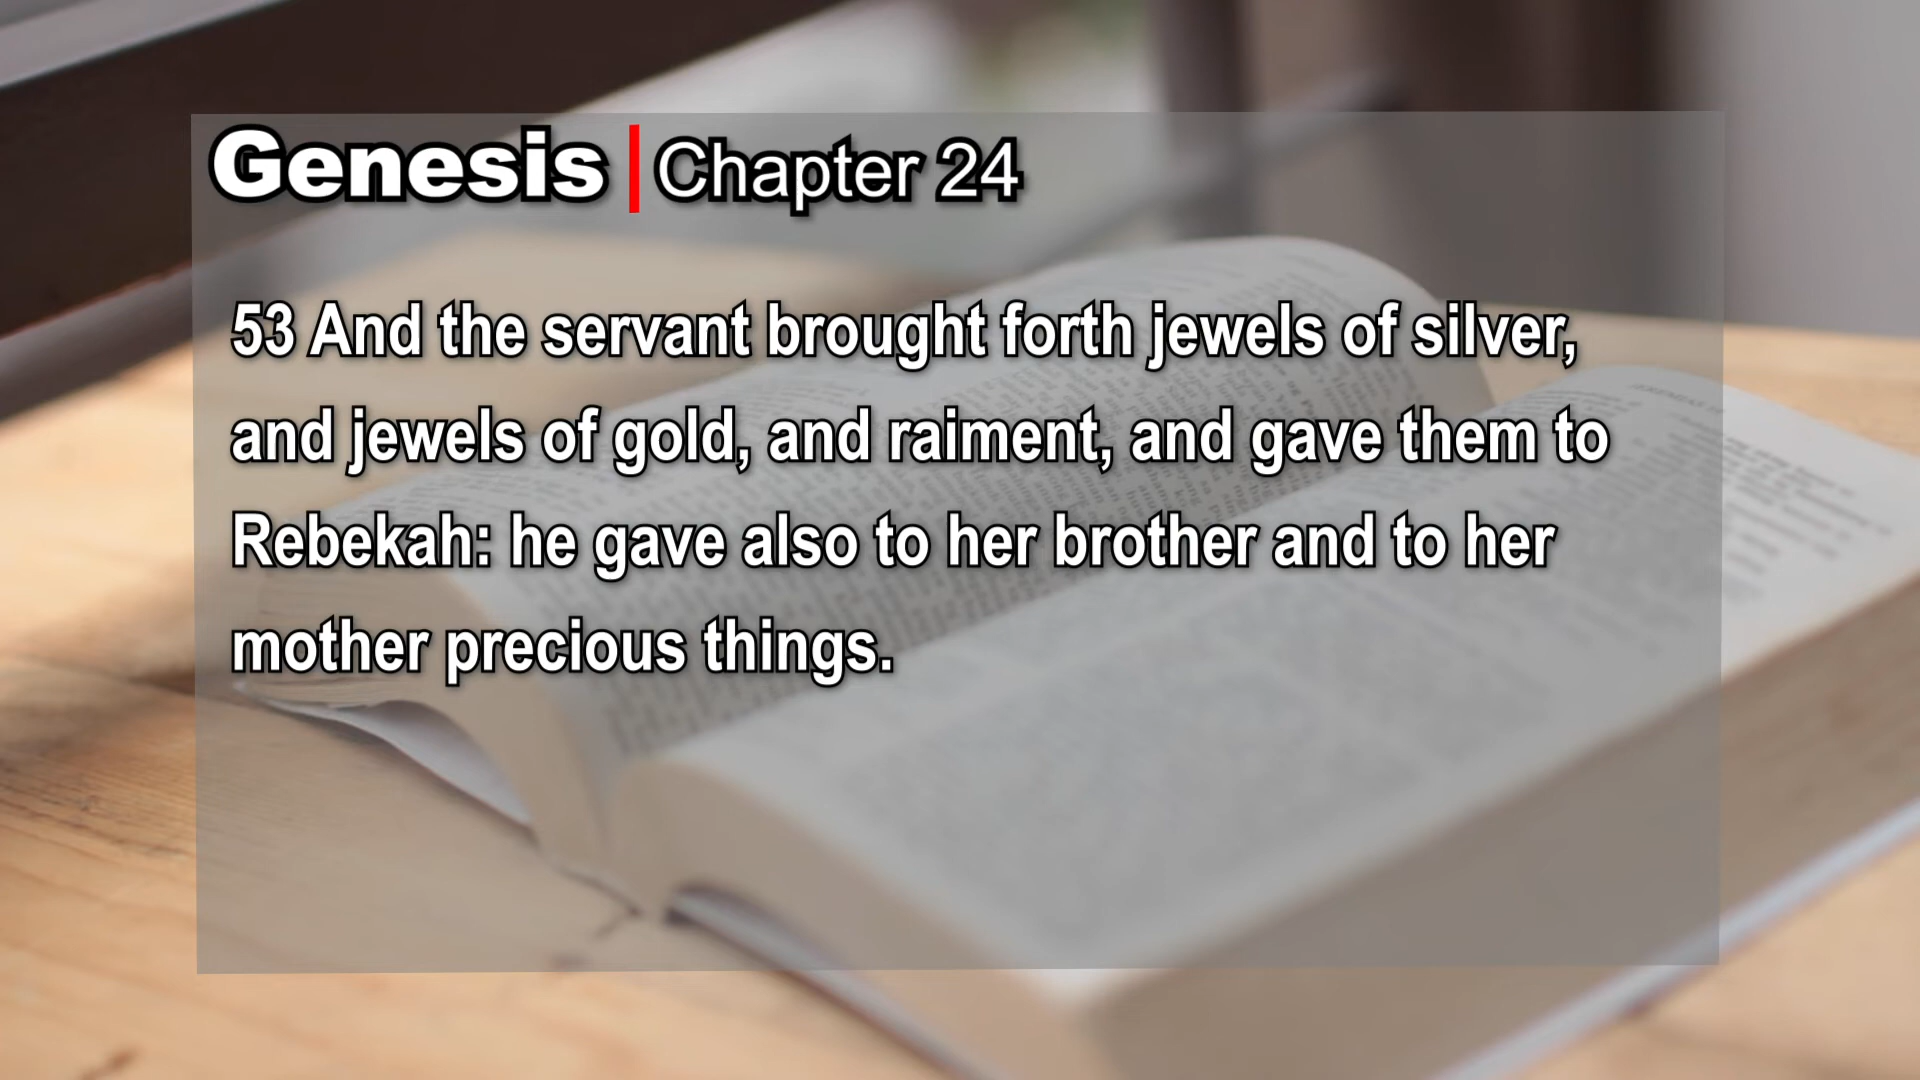 Genesis | Chapter 24
53 And the servant brought forth jewels of silver,
and jewels of gold, and raiment, and gave them to
Rebekah: he gave also to her brother and to her
mother precious things.